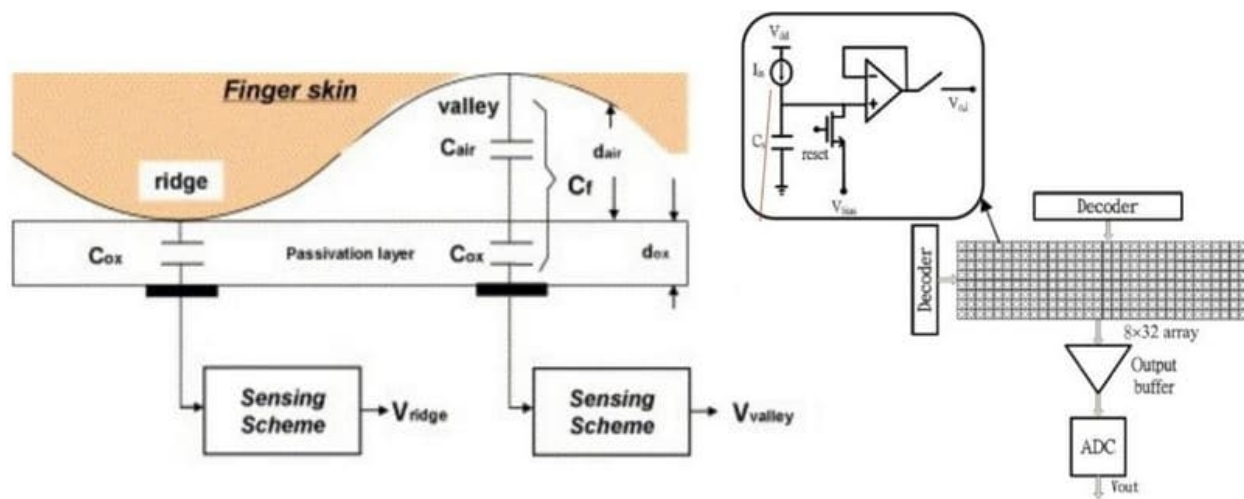 Finger skin
valley
Cair
dair
Cf
ridge
Cox
Passivation layer
Cox
dox
Sensing
Scheme
Vridge
Sensing
Scheme
Vvalley
Vdd
reset
Vbias
Decoder
Decoder
8×32 array
Output
buffer
ADC
Vout